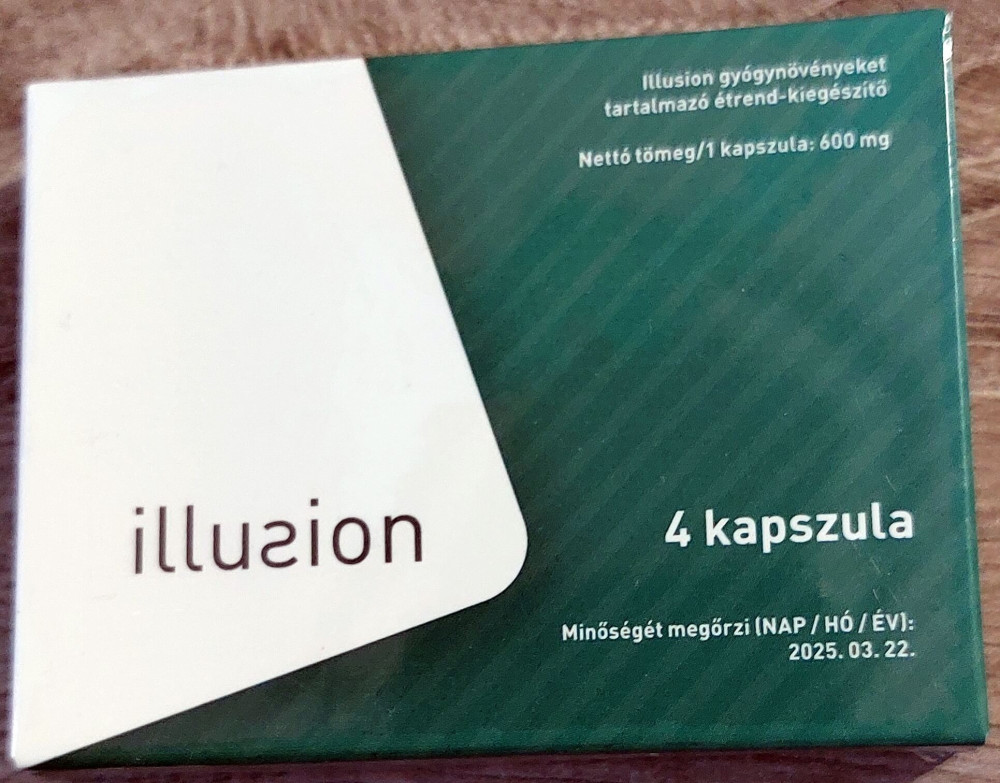 Illusion gyógynövényeket
tartalmazó étrend-kiegészítő
Nettó tömeg/1 kapszula: 600 mg
illusion
4 kapszula
Minőségét megőrzi (NAP / HÓ / ÉV):
2025. 03. 22.